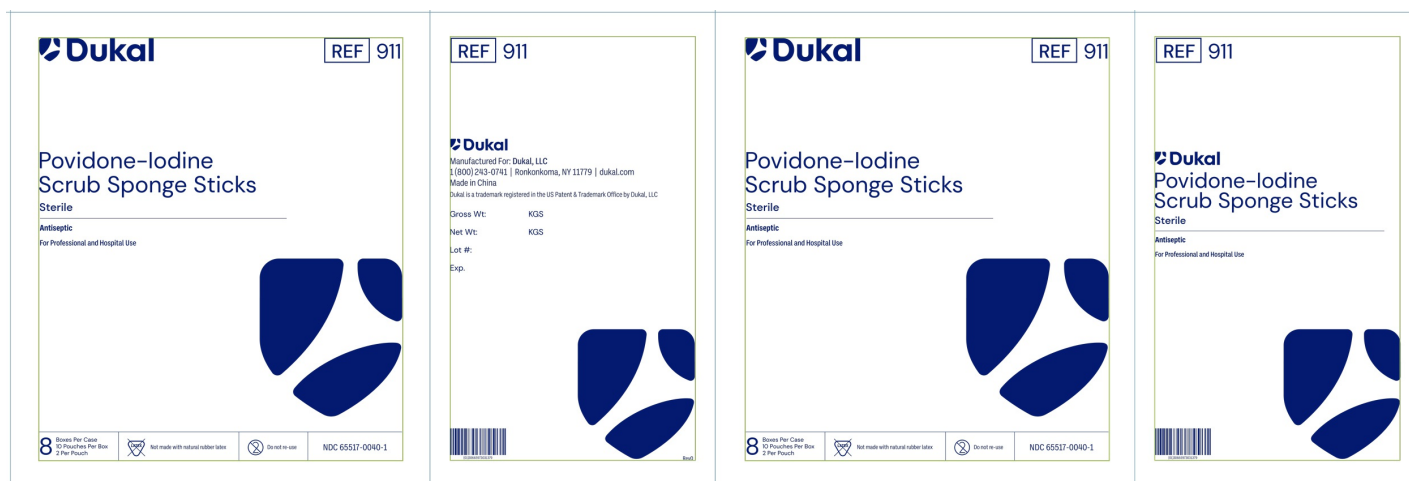 Dukal REF 911
Povidone-Iodine
Scrub Sponge Sticks
Sterile
Antiseptic
For Professional and Hospital Use
8 Boxes Per Case
10 Pouches Per Box
2 Per Pouch
Latex
Not made with natural rubber latex
2
Do not re-use
NDC 65517-0040-1
REF 911
Dukal
Manufactured For: Dukal, LLC
1 (800) 243-0741 | Ronkonkoma, NY 11779 | dukal.com
Made in China
Dukal is a trademark registered in the US Patent & Trademark Office by Dukal, LLC
Gross Wt: KGS
Net Wt: KGS
Lot #:
Exp.
Rev0
Dukal REF 911
Povidone-Iodine
Scrub Sponge Sticks
Sterile
Antiseptic
For Professional and Hospital Use
8 Boxes Per Case
10 Pouches Per Box
2 Per Pouch
Latex
Not made with natural rubber latex
2
Do not re-use
NDC 65517-0040-1
REF 911
Dukal
Povidone-Iodine
Scrub Sponge Sticks
Sterile
Antiseptic
For Professional and Hospital Use